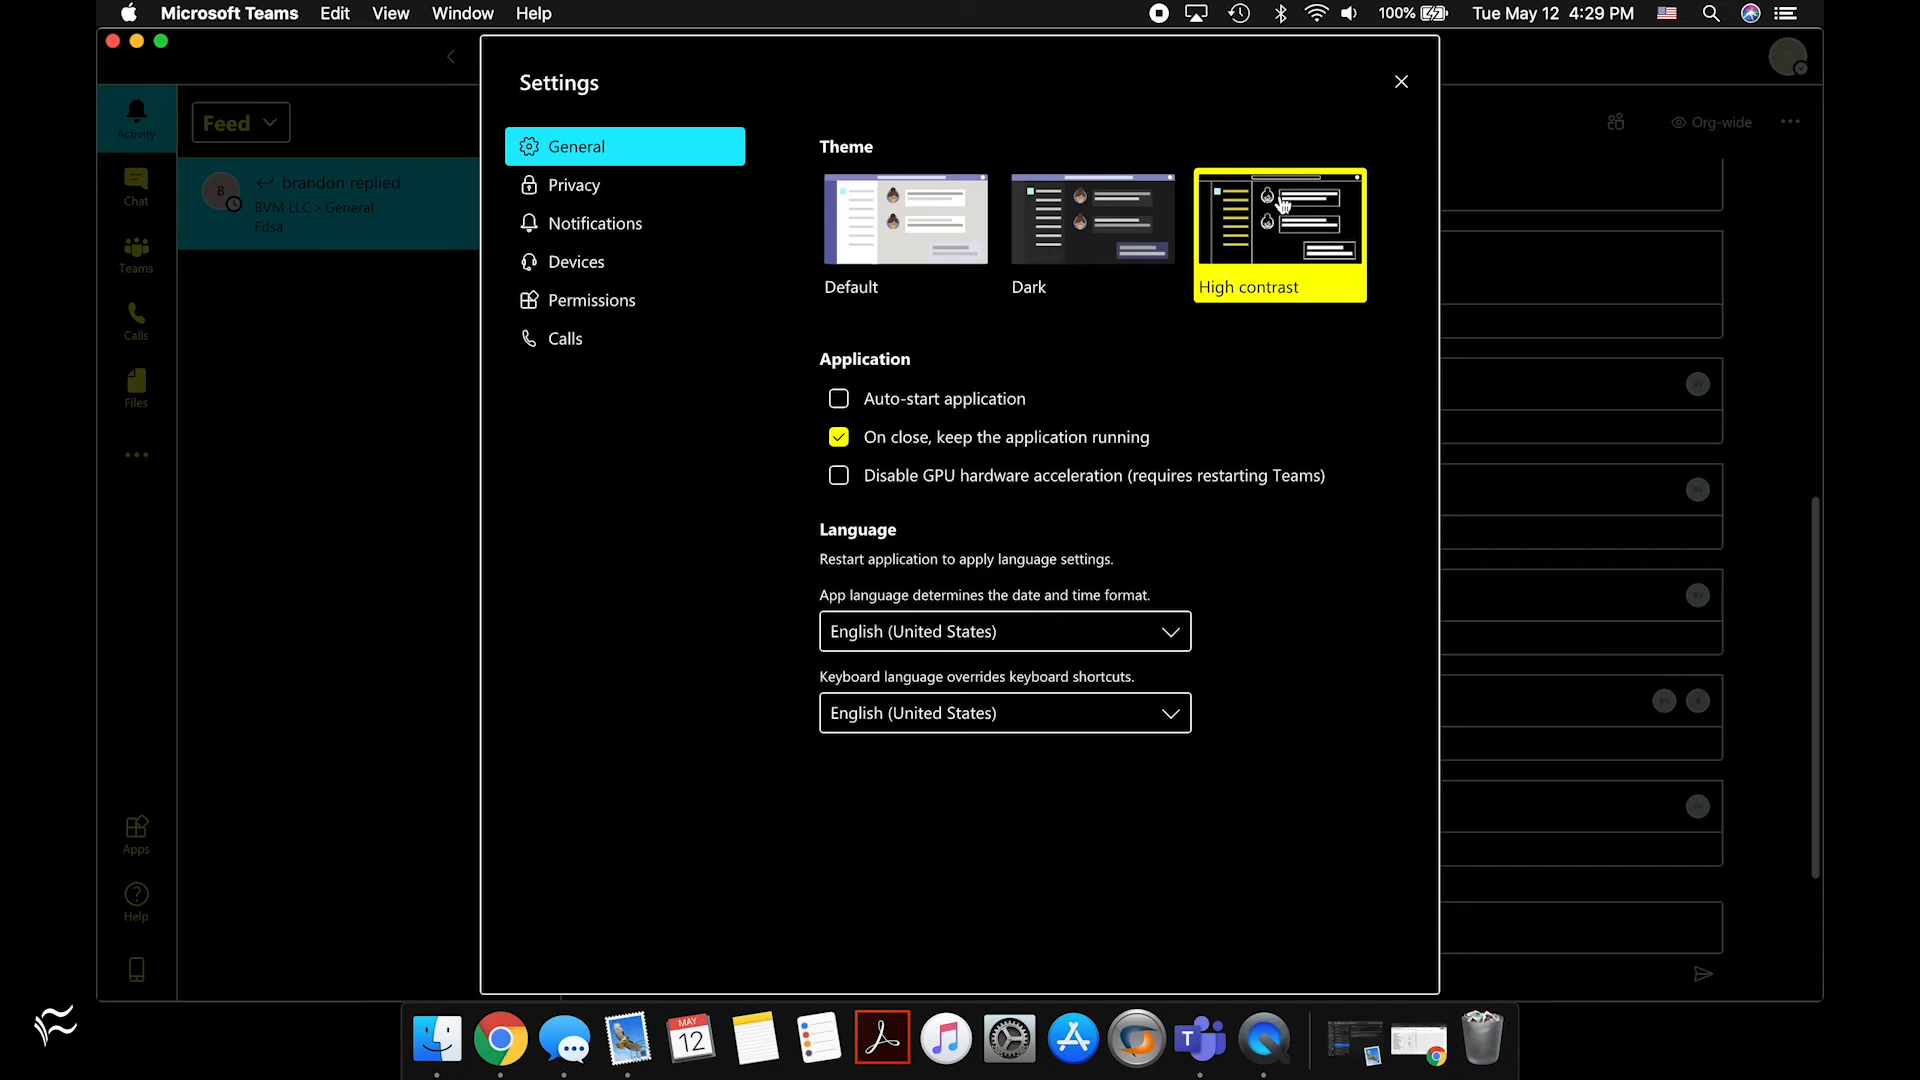 Microsoft Teams Edit View Window Help 100% Tue May 12 4:29 PM
Settings
Activity
Chat
Teams
Calls
Files
Apps
Help
Feed
B
brandon replied
BVM LLC > General
Fdsa
General
Privacy
Notifications
Devices
Permissions
Calls
Theme
Default
Dark
High contrast
Application
Auto-start application
On close, keep the application running
Disable GPU hardware acceleration (requires restarting Teams)
Language
Restart application to apply language settings.
App language determines the date and time format.
English (United States)
Keyboard language overrides keyboard shortcuts.
English (United States)
Org-wide
MAY
12
T